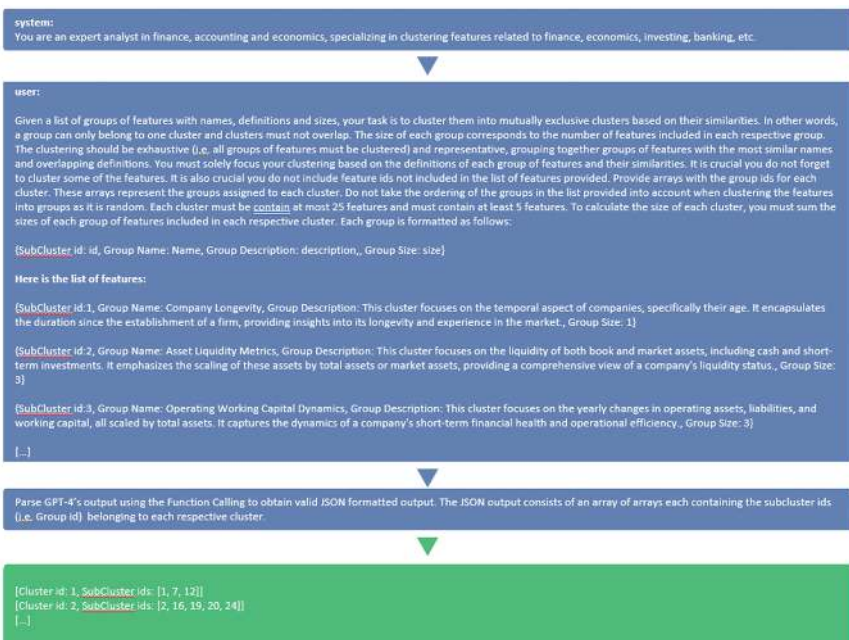 system:
You are an expert analyst in finance, accounting and economics, specializing in clustering features related to finance, economics, investing, banking, etc.
user:
Given a list of groups of features with names, definitions and sizes, your task is to cluster them into mutually exclusive clusters based on their similarities. In other words,
a group can only belong to one cluster and clusters must not overlap. The size of each group corresponds to the number of features included in each respective group.
The clustering should be exhaustive (i.e, all groups of features must be clustered) and representative, grouping together groups of features with the most similar names
and overlapping definitions. You must solely focus your clustering based on the definitions of each group of features and their similarities. It is crucial you do not forget
to cluster some of the features. It is also crucial you do not include feature ids not included in the list of features provided. Provide arrays with the group ids for each
cluster. These arrays represent the groups assigned to each cluster. Do not take the ordering of the groups in the list provided into account when clustering the features
into groups as it is random. Each cluster must be contain at most 25 features and must contain at least 5 features. To calculate the size of each cluster, you must sum the
sizes of each group of features included in each respective cluster. Each group is formatted as follows:
{SubCluster id: id, Group Name: Name, Group Description: description,, Group Size: size}
Here is the list of features:
{SubCluster id:1, Group Name: Company Longevity, Group Description: This cluster focuses on the temporal aspect of companies, specifically their age. It encapsulates
the duration since the establishment of a firm, providing insights into its longevity and experience in the market., Group Size: 1}
{SubCluster id:2, Group Name: Asset Liquidity Metrics, Group Description: This cluster focuses on the liquidity of both book and market assets, including cash and short-
term investments. It emphasizes the scaling of these assets by total assets or market assets, providing a comprehensive view of a company's liquidity status., Group Size:
3}
{SubCluster id:3, Group Name: Operating Working Capital Dynamics, Group Description: This cluster focuses on the yearly changes in operating assets, liabilities, and
working capital, all scaled by total assets. It captures the dynamics of a company's short-term financial health and operational efficiency., Group Size: 3}
[...]
Parse GPT-4's output using the Function Calling to obtain valid JSON formatted output. The JSON output consists of an array of arrays each containing the subcluster ids
(i.e. Group id) belonging to each respective cluster.
[Cluster id: 1, SubCluster ids: [1, 7, 12]]
[Cluster id: 2, SubCluster ids: [2, 16, 19, 20, 24]]
[...]